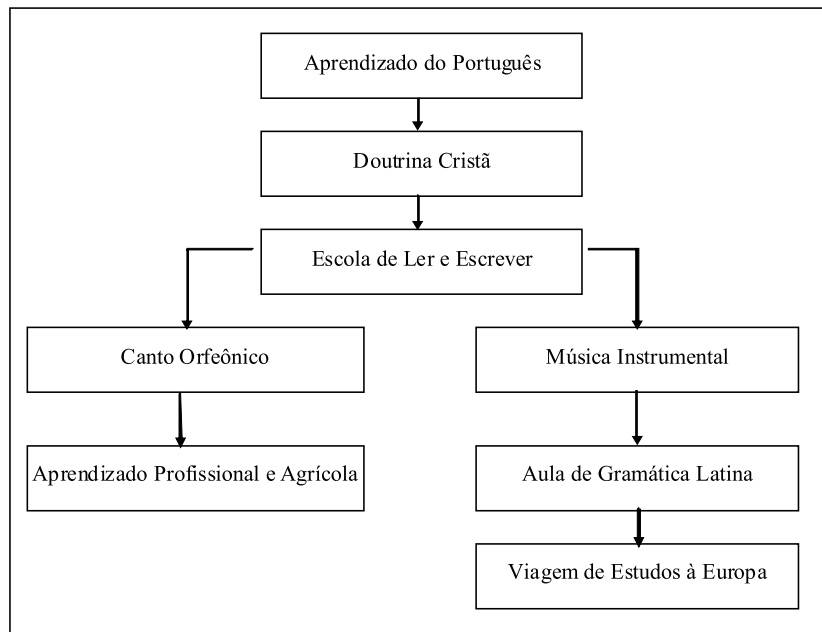 Aprendizado do Português
Doutrina Cristã
Escola de Ler e Escrever
Canto Orfeônico
Música Instrumental
Aprendizado Profissional e Agrícola
Aula de Gramática Latina
Viagem de Estudos à Europa